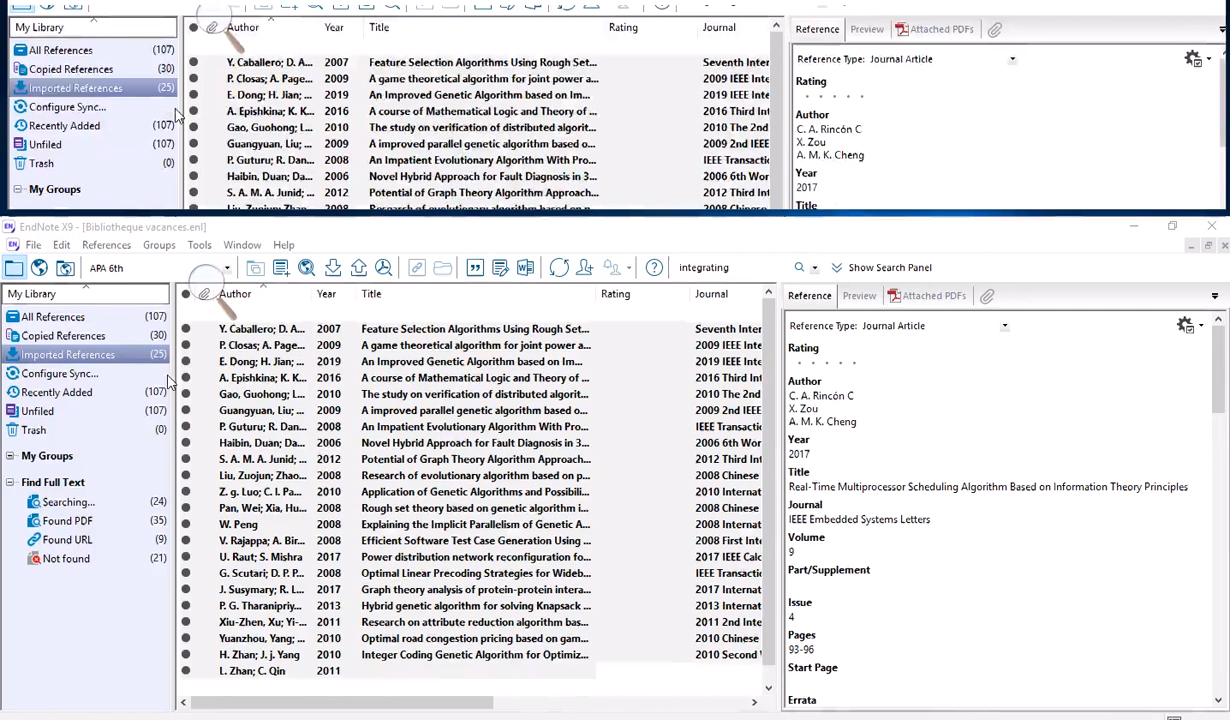 My Library
Author Year Title Rating Journal
Reference Preview Attached PDFs
All References (107)
Copied References (30)
Imported References (25)
Configure Sync...
Recently Added (107)
Unfiled (107)
Trash (0)
My Groups
Y. Caballero; D. A... 2007 Feature Selection Algorithms Using Rough Set... Seventh Inter
P. Closas; A. Page... 2009 A game theoretical algorithm for joint power a... 2009 IEEE Inte
E. Dong; H. Jian; ... 2019 An Improved Genetic Algorithm based on Im... 2019 IEEE 3rd
A. Epishkina; K. K... 2016 A course of Mathematical Logic and Theory of ... 2016 Third Int
Gao, Guohong; L... 2010 The study on verification of distributed algorit... 2010 The 2nd
Guangyuan, Liu; ... 2009 A improved parallel genetic algorithm based o... 2009 2nd IEEE
P. Guturu; R. Dan... 2008 An Impatient Evolutionary Algorithm With Pro... IEEE Transactic
Haibin, Duan; Da... 2006 Novel Hybrid Approach for Fault Diagnosis in 3... 2006 6th Wor
S. A. M. A. Junid; ... 2012 Potential of Graph Theory Algorithm Approach... 2012 Third Int
Reference Type: Journal Article
Rating
Author
C. A. Rincón C
X. Zou
A. M. K. Cheng
Year
2017
Title
EndNote X9 - [Bibliotheque vacances.enl]
File Edit References Groups Tools Window Help
APA 6th
integrating
Show Search Panel
My Library
Author Year Title Rating Journal
Reference Preview Attached PDFs
All References (107)
Copied References (30)
Imported References (25)
Configure Sync...
Recently Added (107)
Unfiled (107)
Trash (0)
My Groups
Find Full Text
Searching... (24)
Found PDF (35)
Found URL (9)
Not found (21)
Y. Caballero; D. A... 2007 Feature Selection Algorithms Using Rough Set... Seventh Inter
P. Closas; A. Page... 2009 A game theoretical algorithm for joint power a... 2009 IEEE Inte
E. Dong; H. Jian; ... 2019 An Improved Genetic Algorithm based on Im... 2019 IEEE 3rd
A. Epishkina; K. K... 2016 A course of Mathematical Logic and Theory of ... 2016 Third Int
Gao, Guohong; L... 2010 The study on verification of distributed algorit... 2010 The 2nd
Guangyuan, Liu; ... 2009 A improved parallel genetic algorithm based o... 2009 2nd IEEE
P. Guturu; R. Dan... 2008 An Impatient Evolutionary Algorithm With Pro... IEEE Transactic
Haibin, Duan; Da... 2006 Novel Hybrid Approach for Fault Diagnosis in 3... 2006 6th Wor
S. A. M. A. Junid; ... 2012 Potential of Graph Theory Algorithm Approach... 2012 Third Int
Liu, Zuojun; Zhao... 2008 Research of evolutionary algorithm based on p... 2008 Chinese
Z. g. Luo; C. l. Pa... 2010 Application of Genetic Algorithms and Possibili... 2010 Internat
Pan, Wei; Xia, Hu... 2008 Rough set theory based on genetic algorithm i... 2008 Internat
W. Peng 2008 Explaining the Implicit Parallelism of Genetic A... 2008 Internat
V. Rajappa; A. Bir... 2008 Efficient Software Test Case Generation Using ... 2008 First Inte
U. Raut; S. Mishra 2017 Power distribution network reconfiguration fo... 2017 IEEE Calc
G. Scutari; D. P. P... 2008 Optimal Linear Precoding Strategies for Wideb... IEEE Transactic
J. Susymary; R. L... 2017 Graph theory analysis of protein-protein intera... 2017 Internat
P. G. Tharanipriy... 2013 Hybrid genetic algorithm for solving Knapsack ... 2013 Internat
Xiu-Zhen, Xu; Yi-... 2011 Research on attribute reduction algorithm bas... 2011 2nd Inte
Yuanzhou, Yang; ... 2010 Optimal road congestion pricing based on gam... 2010 Chinese
H. Zhan; J. j. Yang 2010 Integer Coding Genetic Algorithm for Optimiz... 2010 Second
L. Zhan; C. Qin 2011
Reference Type: Journal Article
Rating
Author
C. A. Rincón C
X. Zou
A. M. K. Cheng
Year
2017
Title
Real-Time Multiprocessor Scheduling Algorithm Based on Information Theory Principles
Journal
IEEE Embedded Systems Letters
Volume
9
Part/Supplement
Issue
4
Pages
93-96
Start Page
Errata